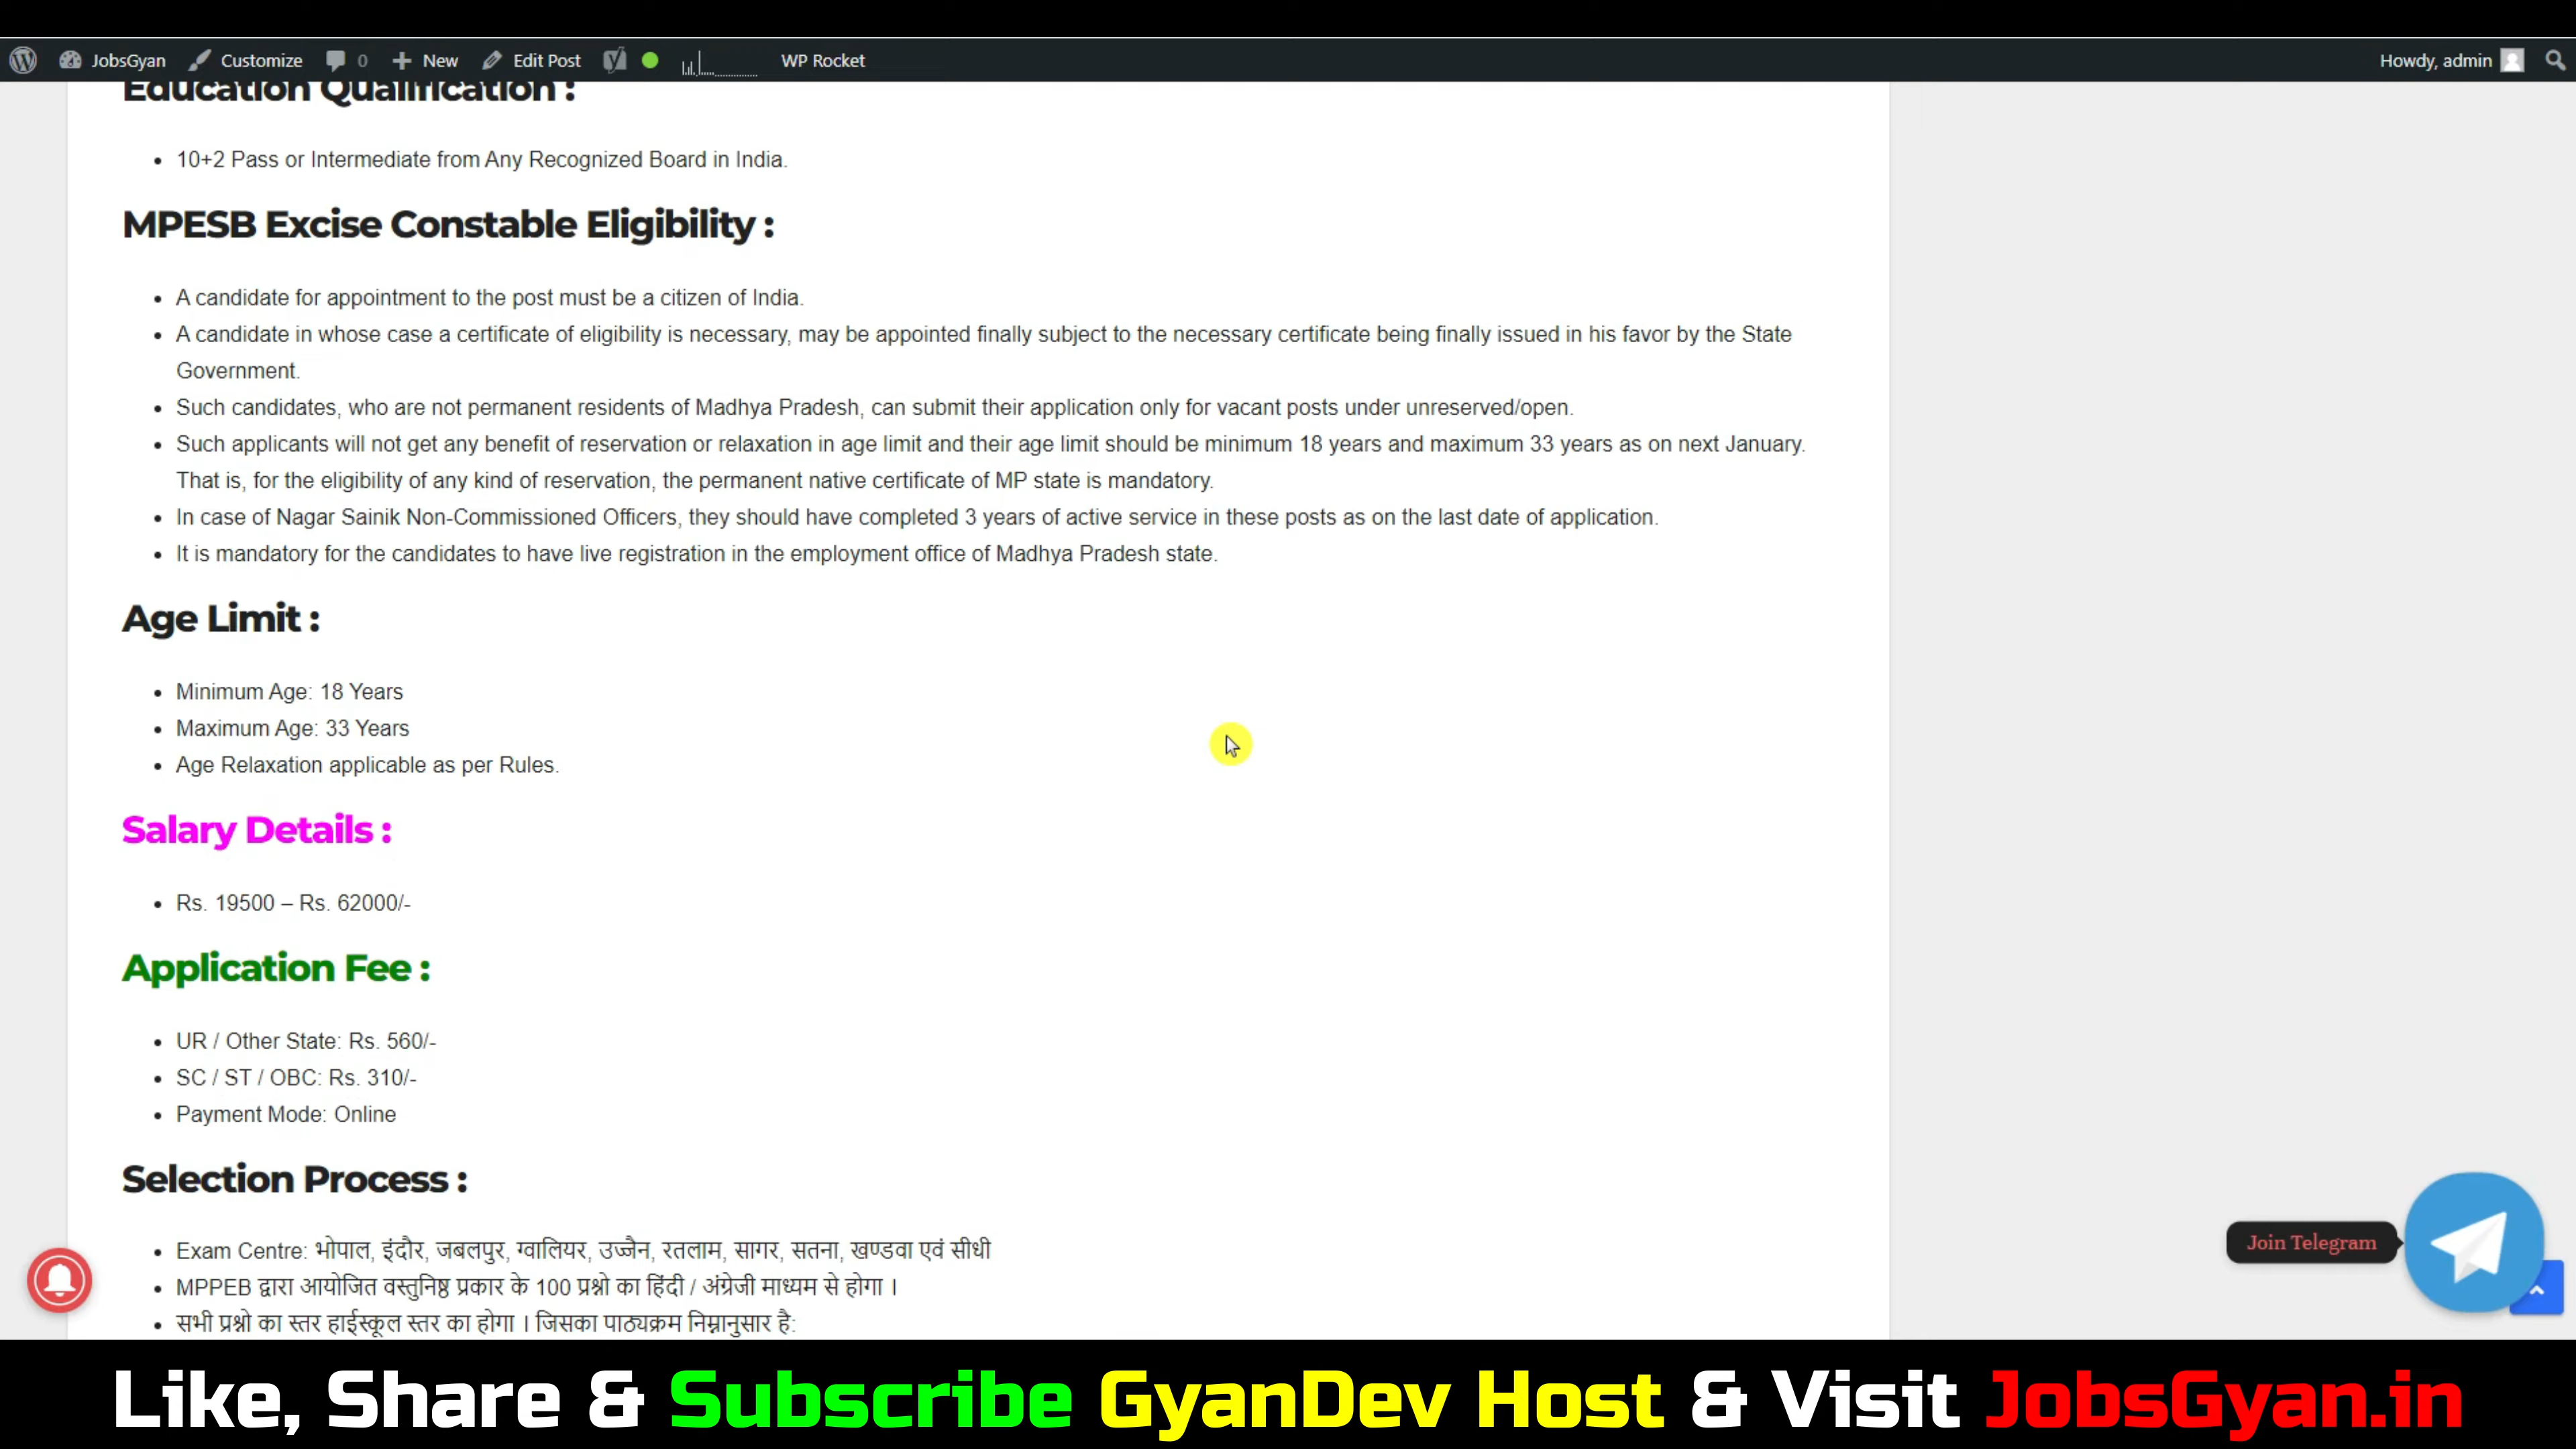 JobsGyan Customize 0 New Edit Post WP Rocket Howdy, admin
Education Qualification :
10+2 Pass or Intermediate from Any Recognized Board in India.
MPESB Excise Constable Eligibility :
A candidate for appointment to the post must be a citizen of India.
A candidate in whose case a certificate of eligibility is necessary, may be appointed finally subject to the necessary certificate being finally issued in his favor by the State
Government.
Such candidates, who are not permanent residents of Madhya Pradesh, can submit their application only for vacant posts under unreserved/open.
Such applicants will not get any benefit of reservation or relaxation in age limit and their age limit should be minimum 18 years and maximum 33 years as on next January.
That is, for the eligibility of any kind of reservation, the permanent native certificate of MP state is mandatory.
In case of Nagar Sainik Non-Commissioned Officers, they should have completed 3 years of active service in these posts as on the last date of application.
It is mandatory for the candidates to have live registration in the employment office of Madhya Pradesh state.
Age Limit :
Minimum Age: 18 Years
Maximum Age: 33 Years
Age Relaxation applicable as per Rules.
Salary Details :
Rs. 19500 – Rs. 62000/-
Application Fee :
UR / Other State: Rs. 560/-
SC / ST / OBC: Rs. 310/-
Payment Mode: Online
Selection Process :
Exam Centre: भोपाल, इंदौर, जबलपुर, ग्वालियर, उज्जैन, रतलाम, सागर, सतना, खण्डवा एवं सीधी
MPPEB द्वारा आयोजित वस्तुनिष्ठ प्रकार के 100 प्रश्नो का हिंदी / अंग्रेजी माध्यम से होगा ।
सभी प्रश्नो का स्तर हाईस्कूल स्तर का होगा । जिसका पाठ्यक्रम निम्नानुसार है:
Join Telegram
Like, Share & Subscribe GyanDev Host & Visit JobsGyan.in